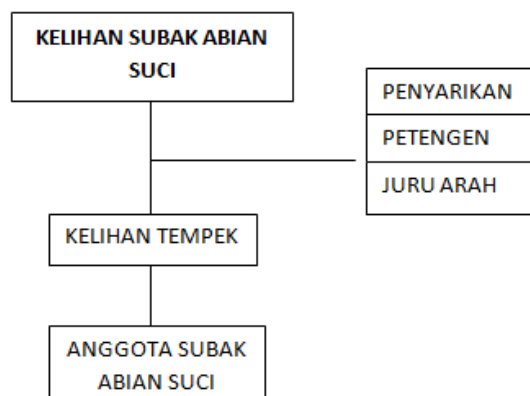 KELIHAN SUBAK ABIAN
SUCI
PENYARIKAN
PETENGEN
JURU ARAH
KELIHAN TEMPEK
ANGGOTA SUBAK
ABIAN SUCI